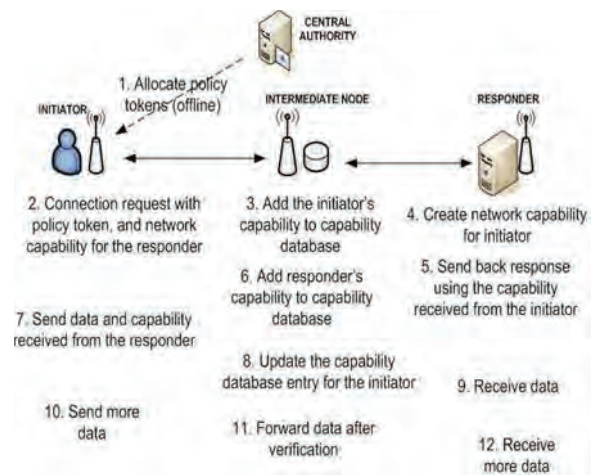 CENTRAL
AUTHORITY
1. Allocate policy
tokens (offline)
INITIATOR
INTERMEDIATE NODE
RESPONDER
2. Connection request with
policy token, and network
capability for the responder
3. Add the initiator's
capability to capability
database
4. Create network capability
for initiator
5. Send back response
using the capability
received from the initiator
6. Add responder's
capability to capability
database
7. Send data and capability
received from the responder
8. Update the capability
database entry for the initiator
9. Receive data
10. Send more
data
11. Forward data after
verification
12. Receive
more data